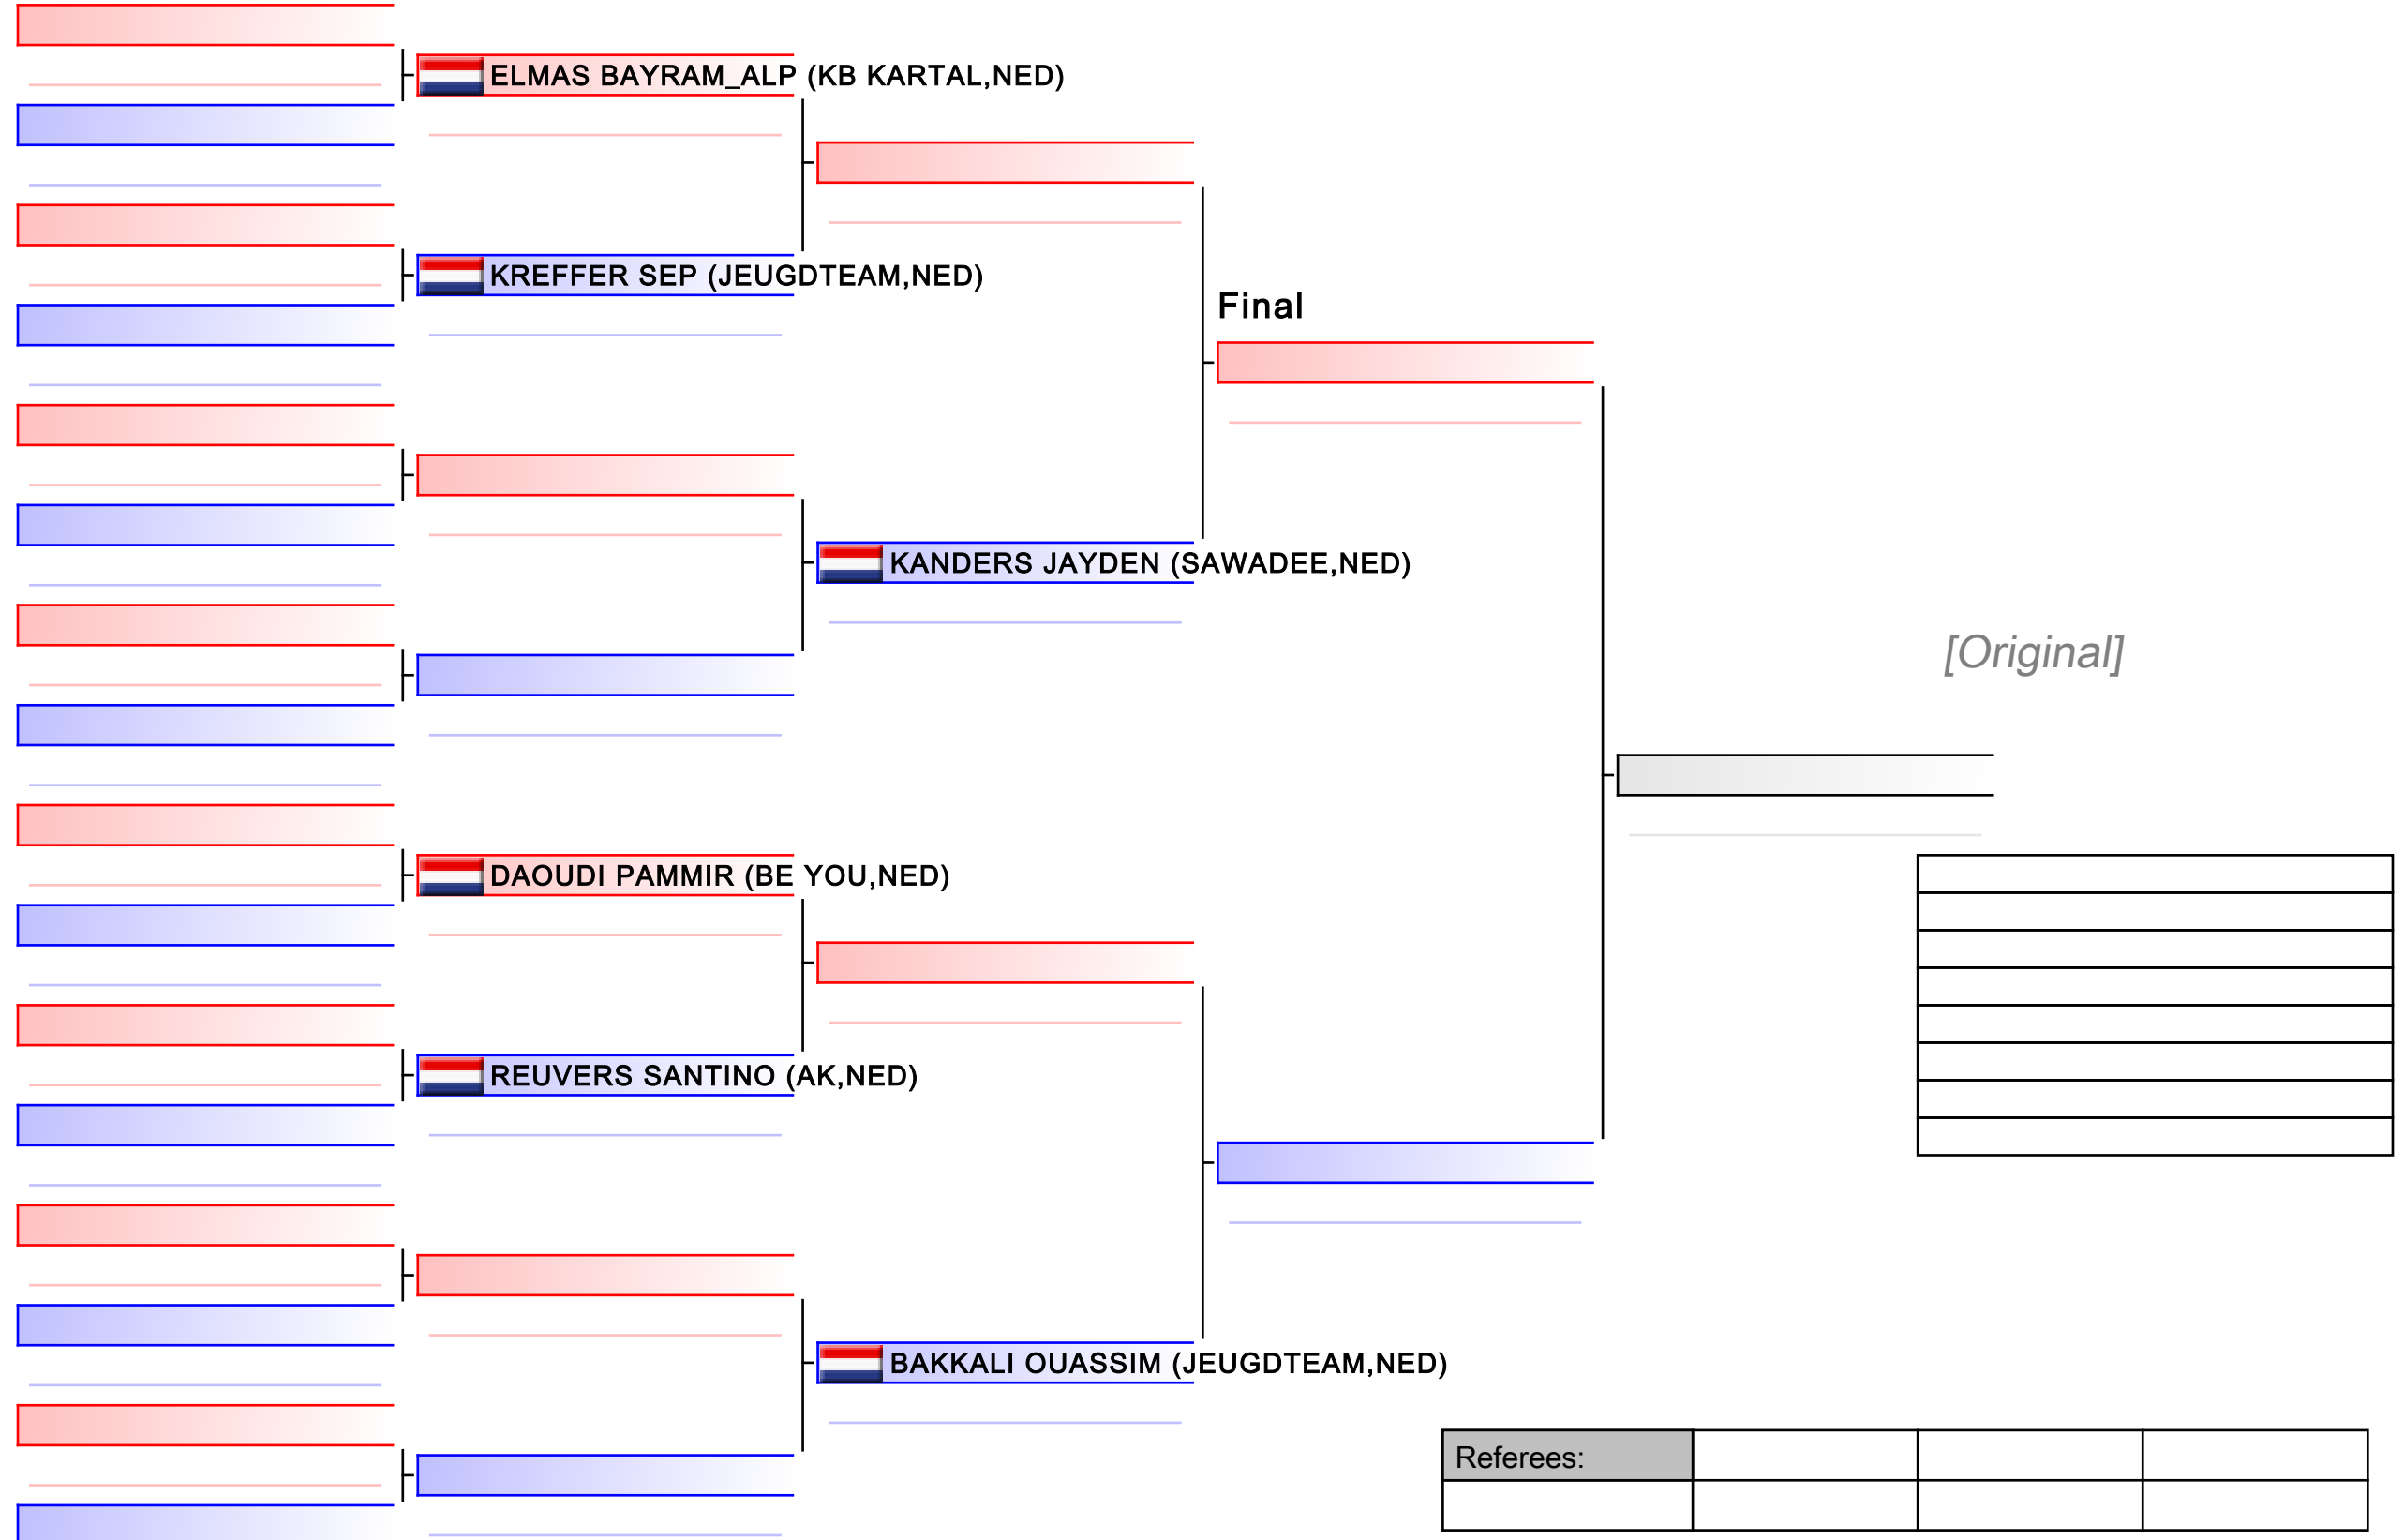 ELMAS BAYRAM_ALP (KB KARTAL,NED)
KREFFER SEP (JEUGDTEAM,NED)
Final
KANDERS JAYDEN (SAWADEE,NED)
[Original]
DAOUDI PAMMIR (BE YOU,NED)
REUVERS SANTINO (AK,NED)
BAKKALI OUASSIM (JEUGDTEAM,NED)
Referees: